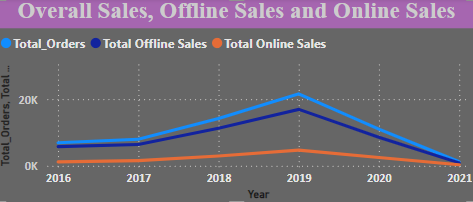 Overall Sales, Offline Sales and Online Sales
Total_Orders Total Offline Sales Total Online Sales
Total_Orders, Total ...
20K
0K
2016 2017 2018 2019 2020 2021
Year